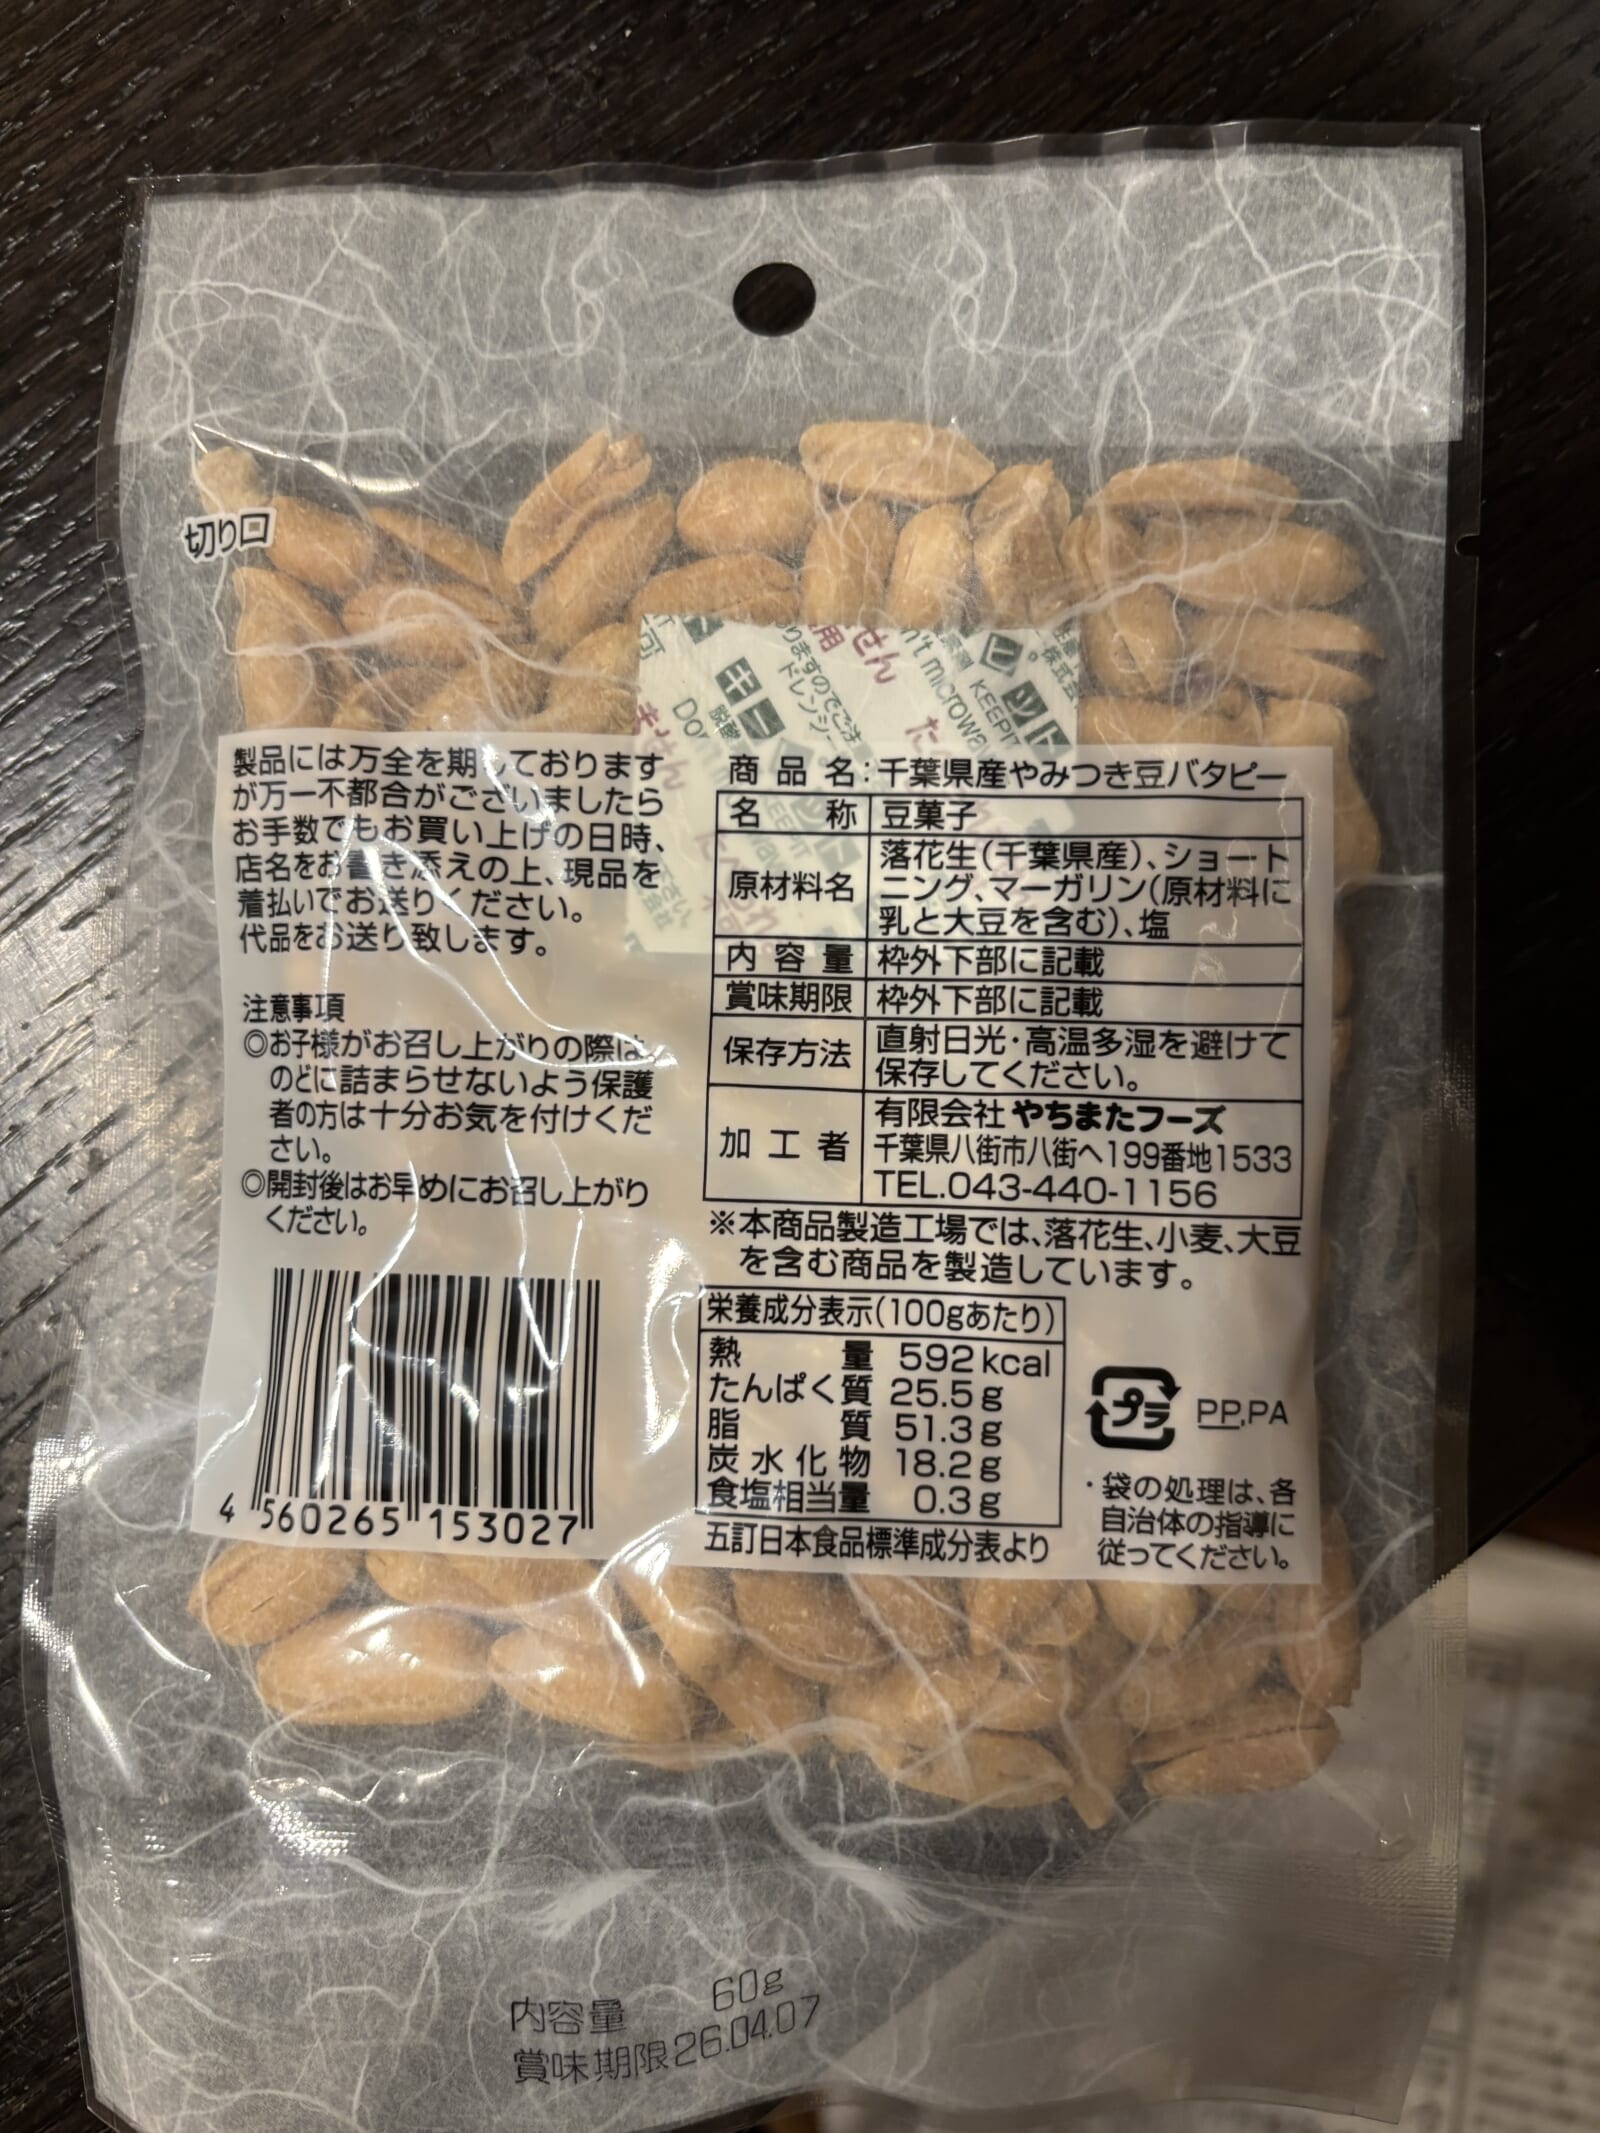 切り口
製品には万全を期しております
が万一不都合がございましたら
お手数でもお買い上げの日時、
店名をお書き添えの上、現品を
着払いでお送りください。
代品をお送り致します。
注意事項
◎お子様がお召し上がりの際は、
のどに詰まらせないよう保護
者の方は十分お気を付けくだ
さい。
◎開封後はお早めにお召し上がり
ください。
4 560265 153027
商品名:千葉県産やみつき豆バタピー
名称 豆菓子
原材料名 落花生(千葉県産)、ショート
ニング、マーガリン(原材料に
乳と大豆を含む)、塩
内容量 枠外下部に記載
賞味期限 枠外下部に記載
保存方法 直射日光・高温多湿を避けて
保存してください。
加工者 有限会社 やちまたフーズ
千葉県八街市八街へ199番地1533
TEL.043-440-1156
※本商品製造工場では、落花生、小麦、大豆
を含む商品を製造しています。
栄養成分表示(100gあたり)
熱量 592kcal
たんぱく質 25.5g
脂質 51.3g
炭水化物 18.2g
食塩相当量 0.3g
五訂日本食品標準成分表より
プラ PP,PA
・袋の処理は、各
自治体の指導に
従ってください。
内容量 60g
賞味期限 26.04.07